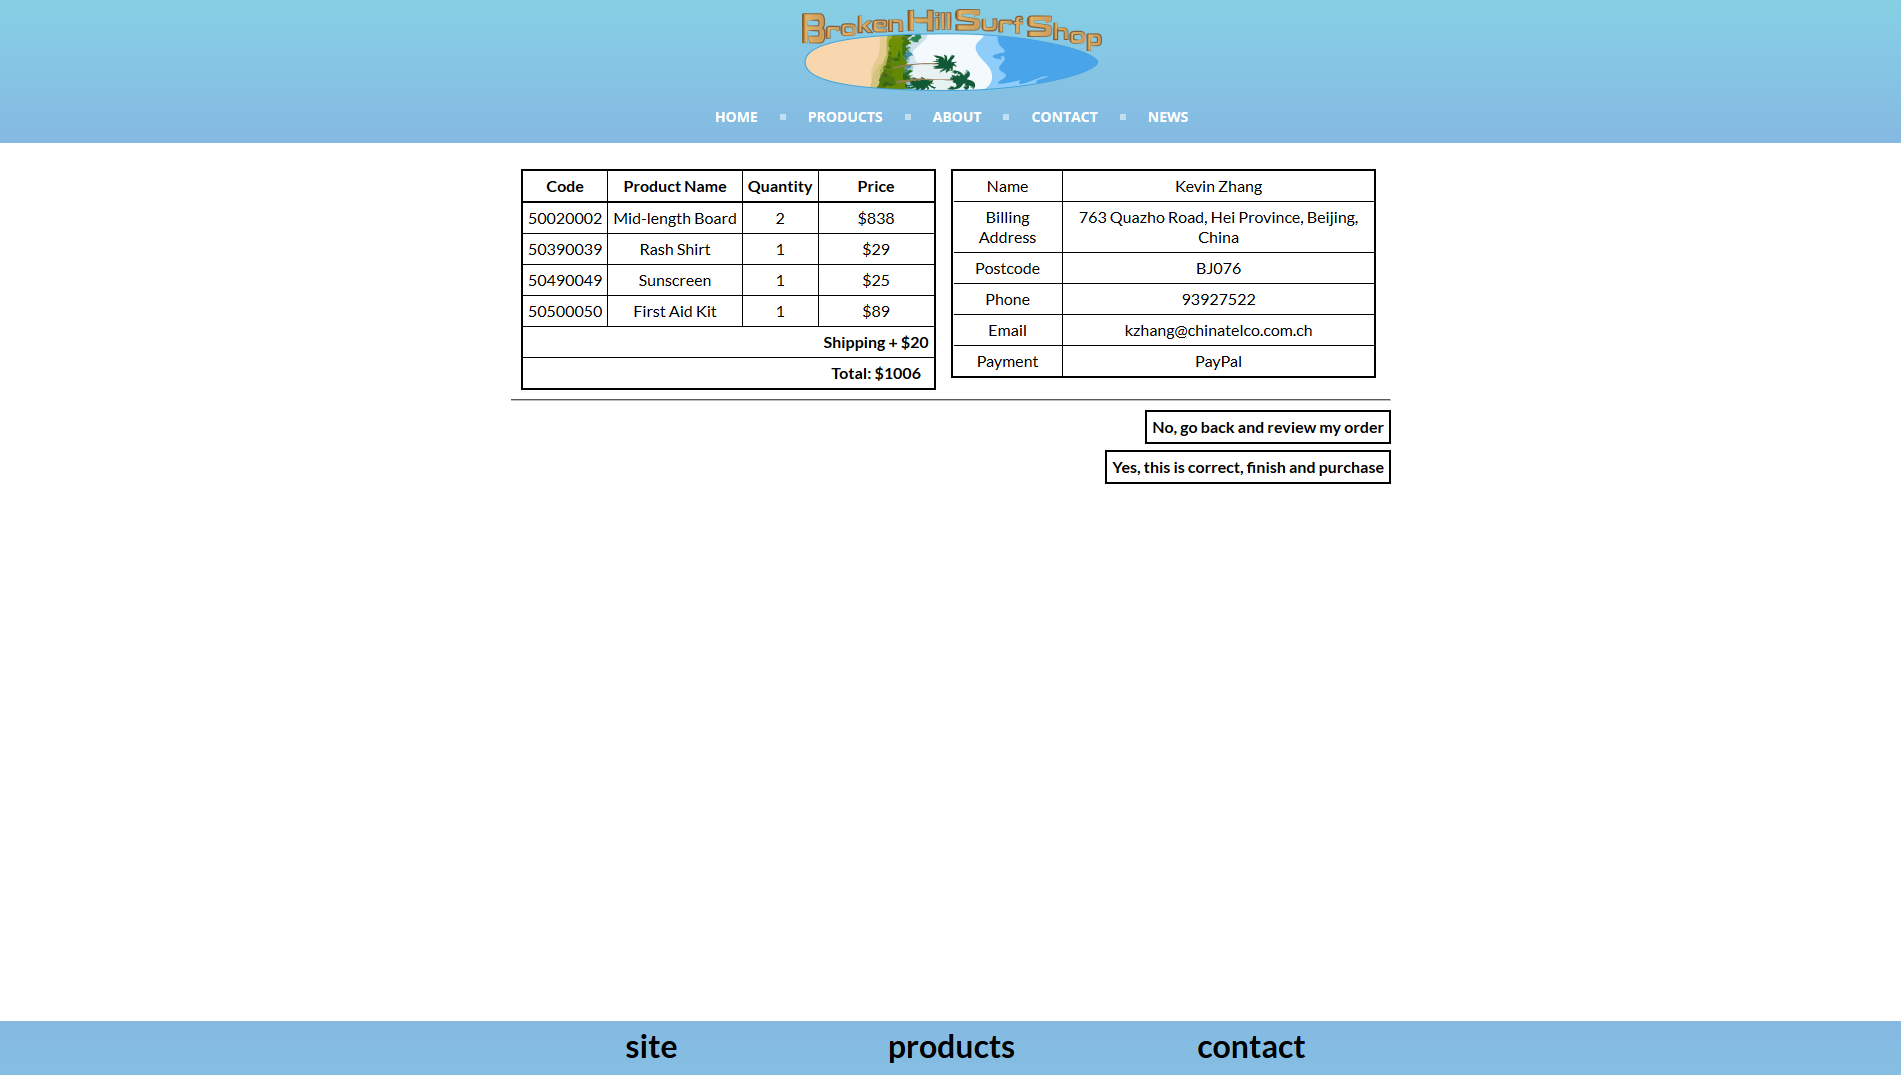 Broken Hill Surf Shop
HOME PRODUCTS ABOUT CONTACT NEWS
Code Product Name Quantity Price
50020002 Mid-length Board 2 $838
50390039 Rash Shirt 1 $29
50490049 Sunscreen 1 $25
50500050 First Aid Kit 1 $89
Shipping + $20
Total: $1006
Name Kevin Zhang
Billing Address 763 Quazho Road, Hei Province, Beijing,
China
Postcode BJ076
Phone 93927522
Email kzhang@chinatelco.com.ch
Payment PayPal
No, go back and review my order
Yes, this is correct, finish and purchase
site products contact